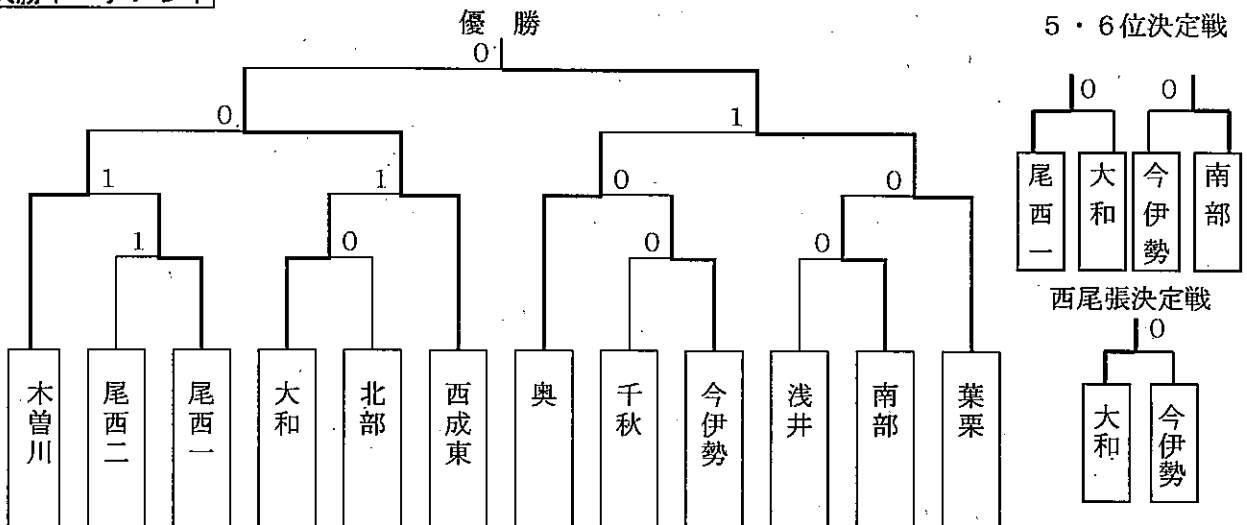 優 勝
0
0
1
1
1
0
0
1
0
0
0
木曽川
尾西二
尾西一
大和
北部
西成東
奥
千秋
今伊勢
浅井
南部
葉栗
5・6位決定戦
0
0
尾西一
大和
今伊勢
南部
西尾張決定戦
0
大和
今伊勢